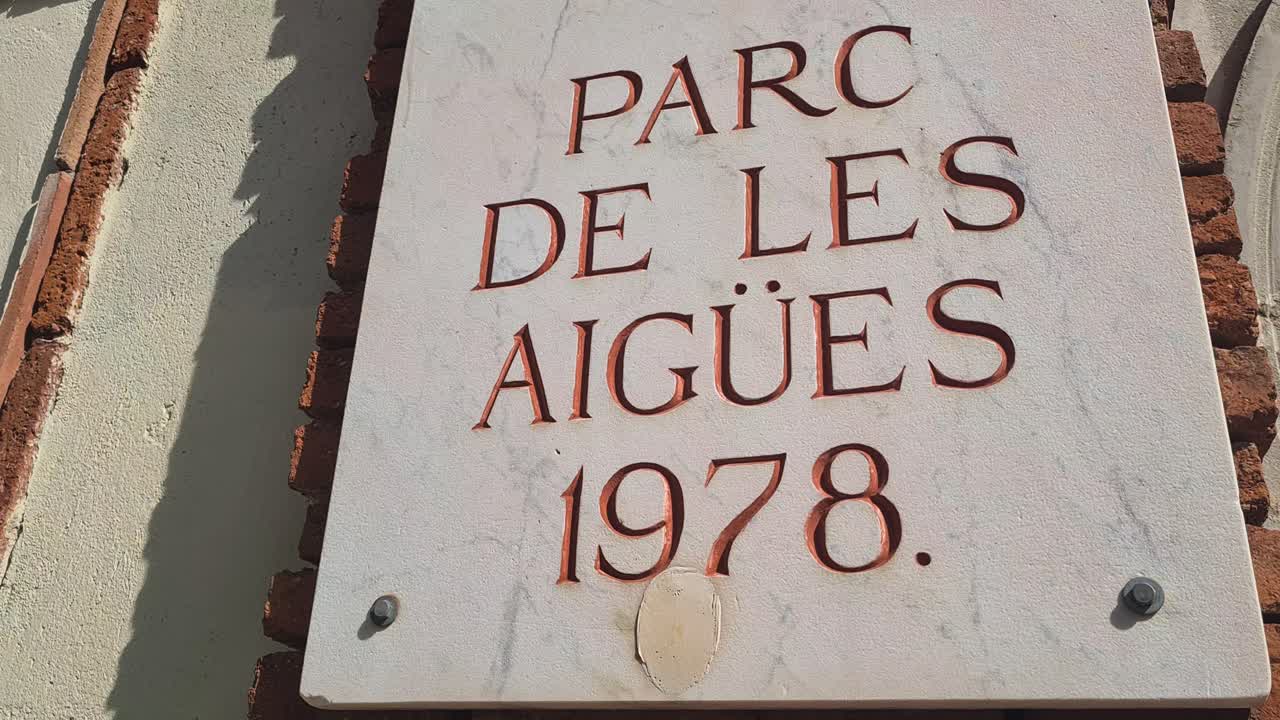 PARC
DE LES
AIGÜES
1978.